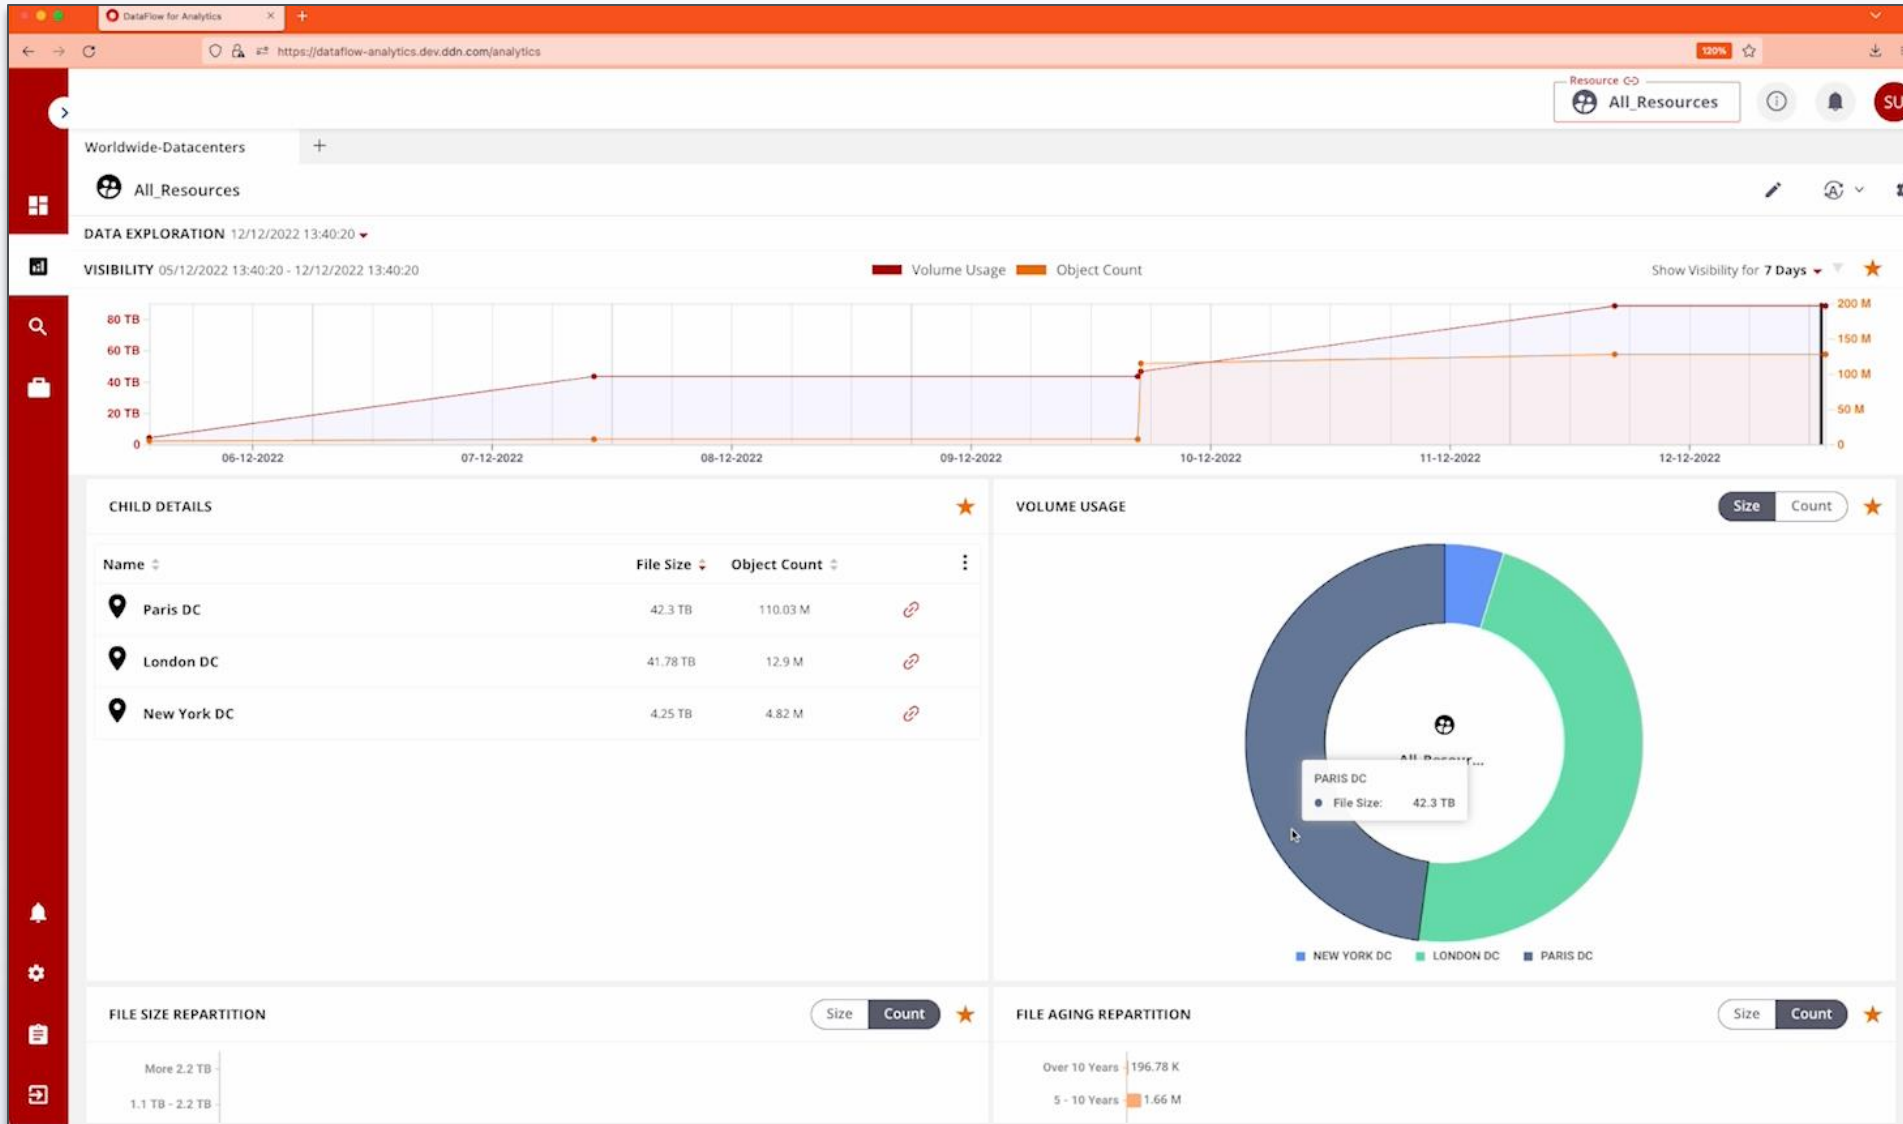 DataFlow for Analytics
https://dataflow-analytics.dev.ddn.com/analytics
120%
Resource
All_Resources
SU
Worldwide-Datacenters
All_Resources
DATA EXPLORATION 12/12/2022 13:40:20
VISIBILITY 05/12/2022 13:40:20 - 12/12/2022 13:40:20
Volume Usage Object Count
Show Visibility for 7 Days
80 TB
60 TB
40 TB
20 TB
0
200 M
150 M
100 M
50 M
0
06-12-2022 07-12-2022 08-12-2022 09-12-2022 10-12-2022 11-12-2022 12-12-2022
CHILD DETAILS
Name File Size Object Count
Paris DC 42.3 TB 110.03 M
London DC 41.78 TB 12.9 M
New York DC 4.25 TB 4.82 M
VOLUME USAGE
Size Count
All_Resour...
PARIS DC
File Size: 42.3 TB
NEW YORK DC LONDON DC PARIS DC
FILE SIZE REPARTITION
Size Count
More 2.2 TB
1.1 TB - 2.2 TB
FILE AGING REPARTITION
Size Count
Over 10 Years 196.78 K
5 - 10 Years 1.66 M